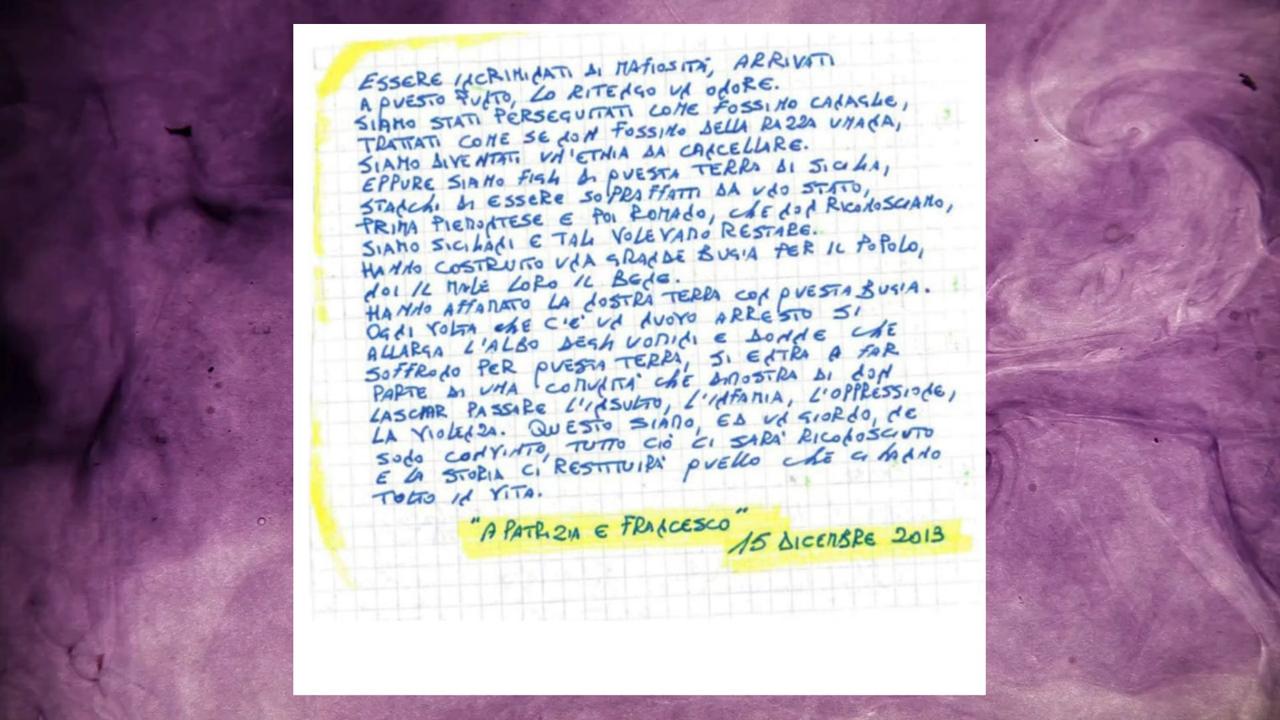 ESSERE INCRIMINATI DI MAFIOSITÀ, ARRIVATI
A QUESTO PUNTO, LO RITENGO UN ONORE.
SIAMO STATI PERSEGUITATI COME FOSSIMO CANAGLIE,
TRATTATI COME SE NON FOSSIMO DELLA RAZZA UMANA,
SIAMO DIVENTATI UN'ETNIA DA CANCELLARE.
EPPURE SIAMO FIGLI DI QUESTA TERRA DI SICILIA,
STANCHI DI ESSERE SOPRAFFATTI DA UNO STATO,
PRIMA PIEMONTESE E POI ROMANO, CHE NON RICONOSCIAMO,
SIAMO SICILIANI E TALI VOLEVANO RESTARE.
HANNO COSTRUITO UNA GRANDE BUGIA PER IL POPOLO,
NOI IL MALE LORO IL BENE.
HANNO AFFAMATO LA NOSTRA TERRA CON QUESTA BUGIA.
OGNI VOLTA CHE C'E' UN NUOVO ARRESTO SI
ALLARGA L'ALBO DEGLI UOMINI E DONNE CHE
SOFFRONO PER QUESTA TERRA, SI ENTRA A FAR
PARTE DI UNA COMUNITÀ CHE DIMOSTRA DI NON
LASCIAR PASSARE L'INSULTO, L'INFAMIA, L'OPPRESSIONE,
LA VIOLENZA. QUESTO SIAMO, ED UN GIORNO, NE
SONO CONVINTO, TUTTO CIÒ CI SARA' RICONOSCIUTO
E LA STORIA CI RESTITUIRA' QUELLO CHE CI HANNO
TOLTO IN VITA.
"A PATRIZIA E FRANCESCO"
15 DICEMBRE 2013